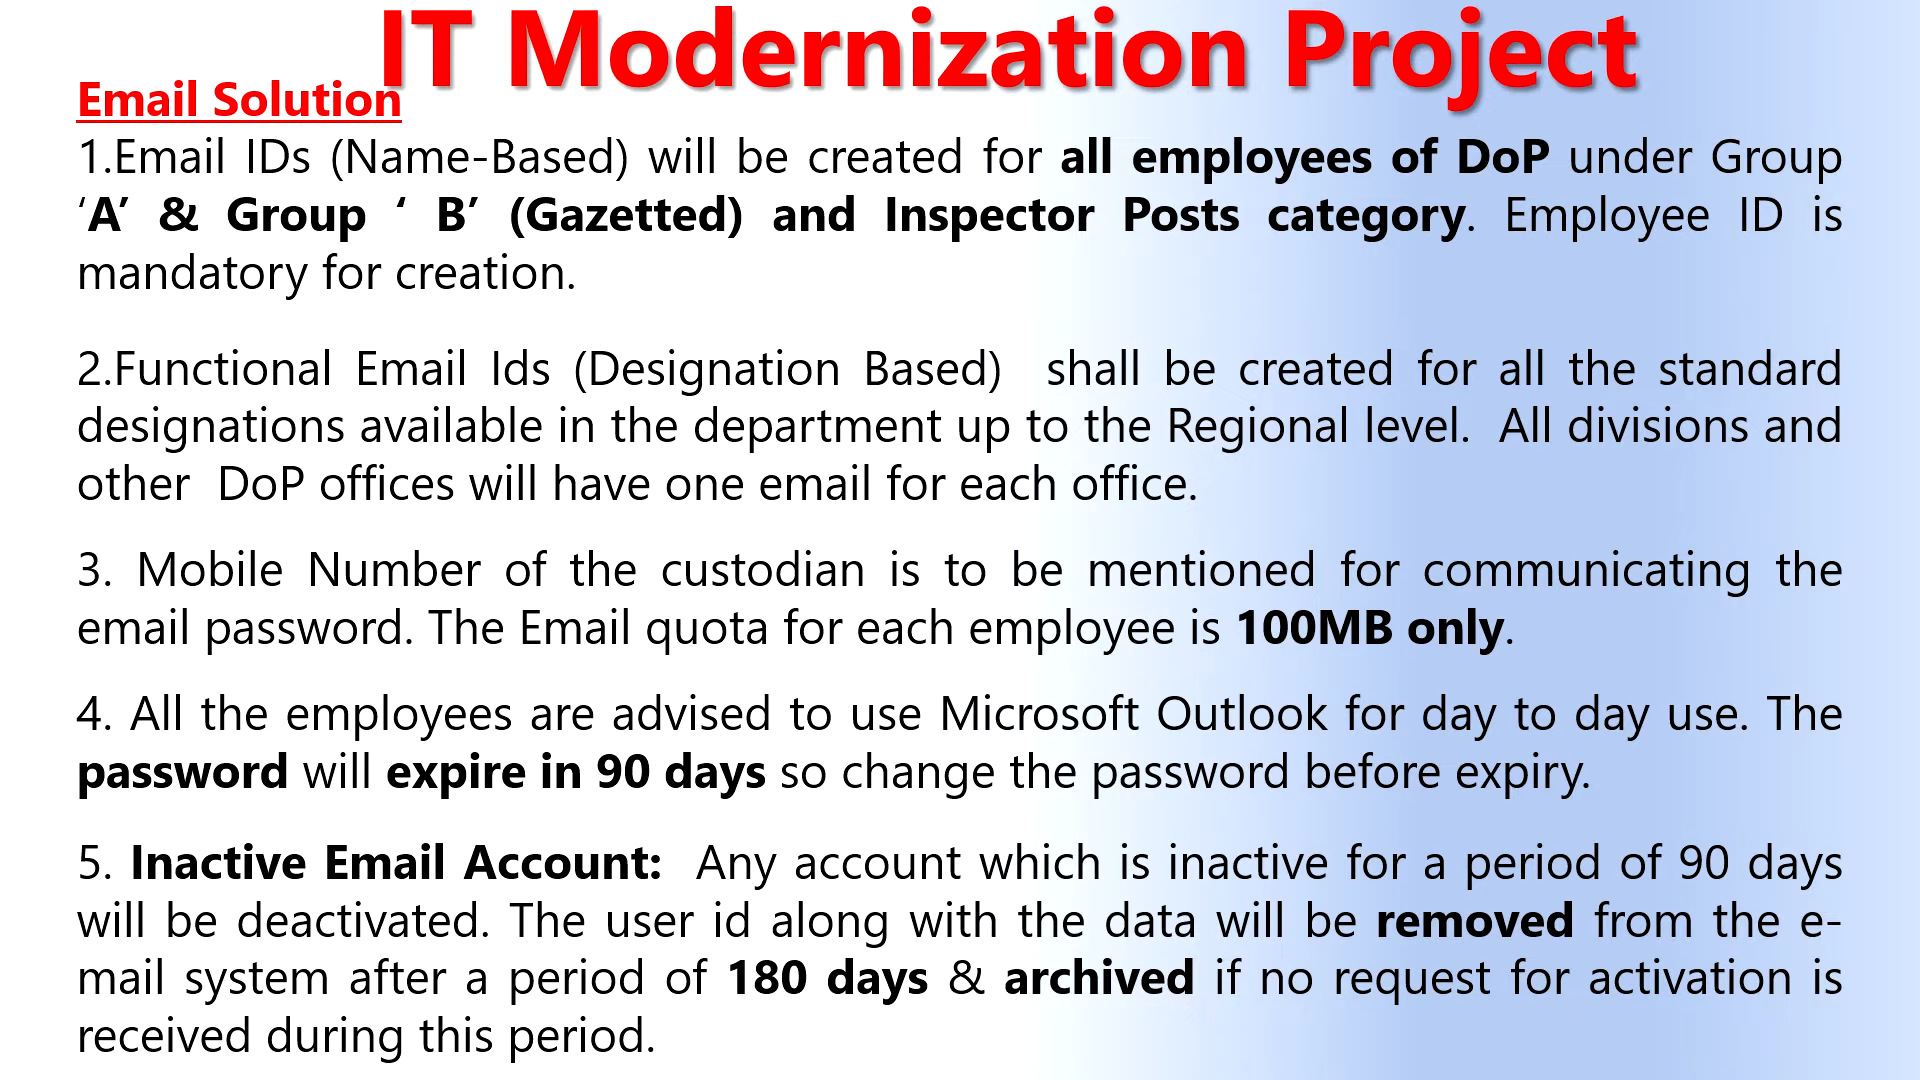 IT Modernization Project
Email Solution
1.Email IDs (Name-Based) will be created for all employees of DoP under Group
‘A’ & Group ‘ B’ (Gazetted) and Inspector Posts category. Employee ID is
mandatory for creation.
2.Functional Email Ids (Designation Based) shall be created for all the standard
designations available in the department up to the Regional level. All divisions and
other DoP offices will have one email for each office.
3. Mobile Number of the custodian is to be mentioned for communicating the
email password. The Email quota for each employee is 100MB only.
4. All the employees are advised to use Microsoft Outlook for day to day use. The
password will expire in 90 days so change the password before expiry.
5. Inactive Email Account: Any account which is inactive for a period of 90 days
will be deactivated. The user id along with the data will be removed from the e-
mail system after a period of 180 days & archived if no request for activation is
received during this period.